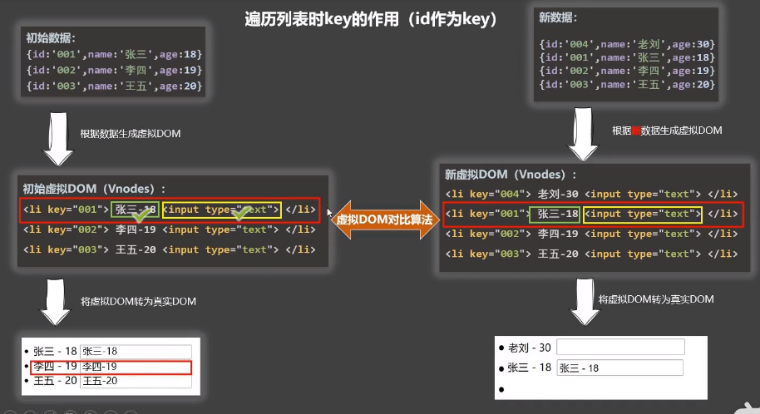 遍历列表时key的作用（id作为key）
初始数据：
{id:'001',name:'张三',age:18}
{id:'002',name:'李四',age:19}
{id:'003',name:'王五',age:20}
根据数据生成虚拟DOM
初始虚拟DOM（Vnodes）：
<li key="001"> 张三-18 <input type="text"> </li>
<li key="002"> 李四-19 <input type="text"> </li>
<li key="003"> 王五-20 <input type="text"> </li>
将虚拟DOM转为真实DOM
• 张三 - 18 张三-18
• 李四 - 19 李四-19
• 王五 - 20 王五-20
虚拟DOM对比算法
新数据：
{id:'004',name:'老刘',age:30}
{id:'001',name:'张三',age:18}
{id:'002',name:'李四',age:19}
{id:'003',name:'王五',age:20}
根据数据生成虚拟DOM
新虚拟DOM（Vnodes）：
<li key="004"> 老刘-30 <input type="text"> </li>
<li key="001"> 张三-18 <input type="text"> </li>
<li key="002"> 李四-19 <input type="text"> </li>
<li key="003"> 王五-20 <input type="text"> </li>
将虚拟DOM转为真实DOM
• 老刘 - 30
• 张三 - 18 张三 - 18
•